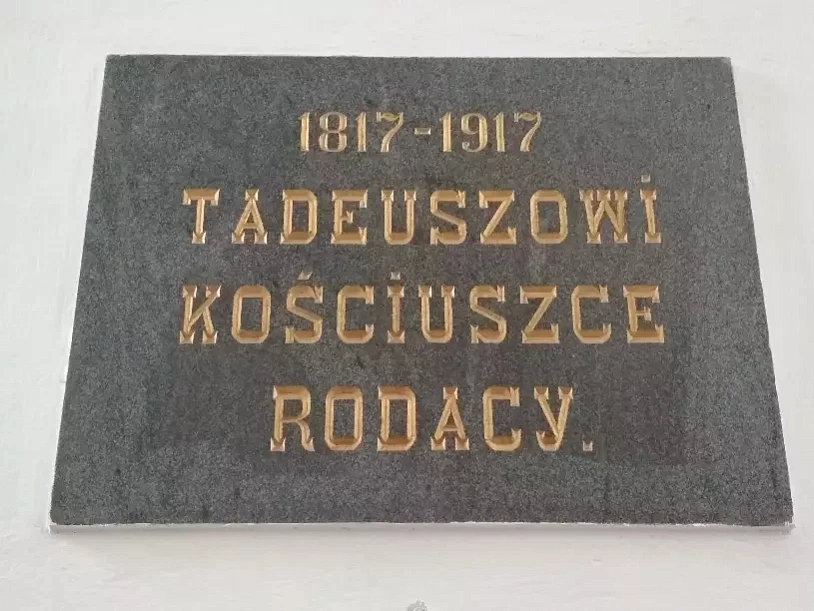 1817-1917
TADEUSZOWI
KOŚCIUSZCE
RODACY.